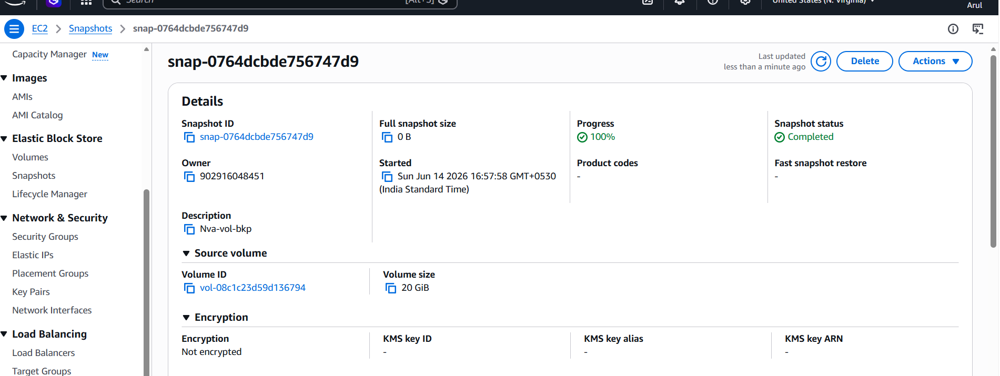 Search
[Alt+S]
United States (N. Virginia)
Arul
EC2
Snapshots
snap-0764dcbde756747d9
Capacity Manager New
Images
AMIs
AMI Catalog
Elastic Block Store
Volumes
Snapshots
Lifecycle Manager
Network & Security
Security Groups
Elastic IPs
Placement Groups
Key Pairs
Network Interfaces
Load Balancing
Load Balancers
Target Groups
snap-0764dcbde756747d9
Last updated
less than a minute ago
Delete
Actions
Details
Snapshot ID
snap-0764dcbde756747d9
Full snapshot size
0 B
Progress
100%
Snapshot status
Completed
Owner
902916048451
Started
Sun Jun 14 2026 16:57:58 GMT+0530
(India Standard Time)
Product codes
-
Fast snapshot restore
-
Description
Nva-vol-bkp
Source volume
Volume ID
vol-08c1c23d59d136794
Volume size
20 GiB
Encryption
Encryption
Not encrypted
KMS key ID
-
KMS key alias
-
KMS key ARN
-